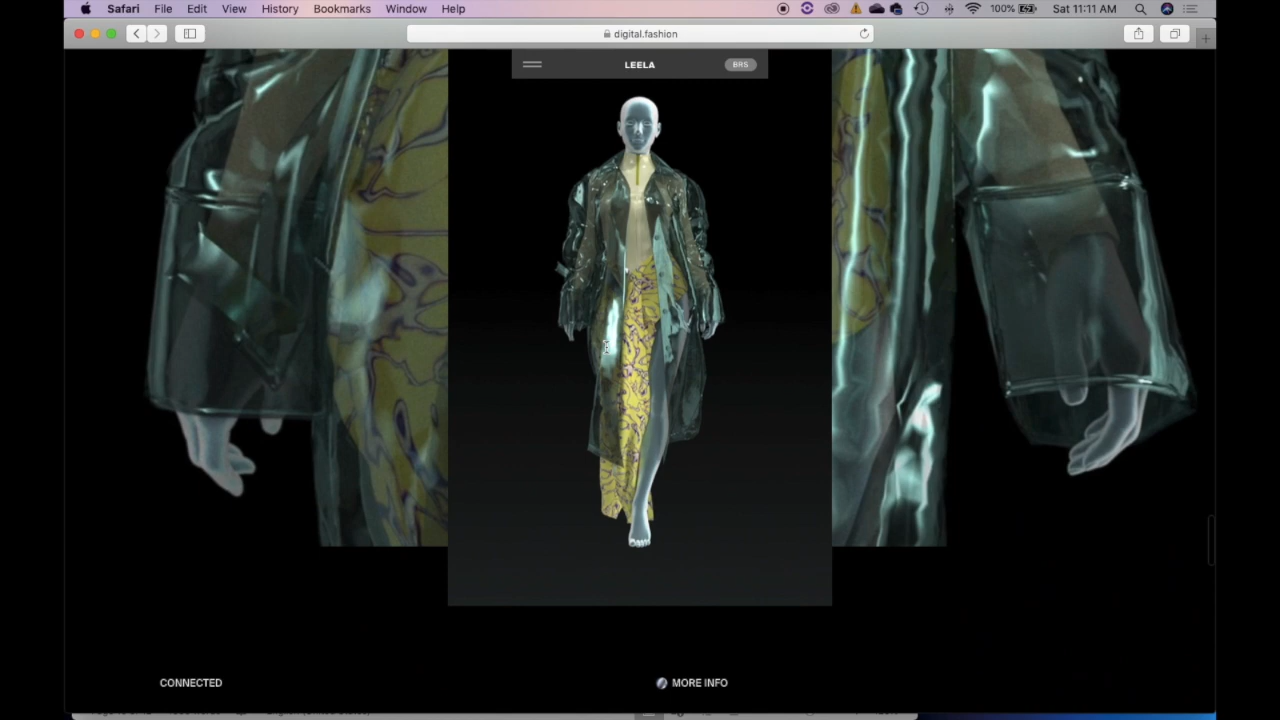 Safari File Edit View History Bookmarks Window Help 100% Sat 11:11 AM
digital.fashion
LEELA BRS
CONNECTED MORE INFO